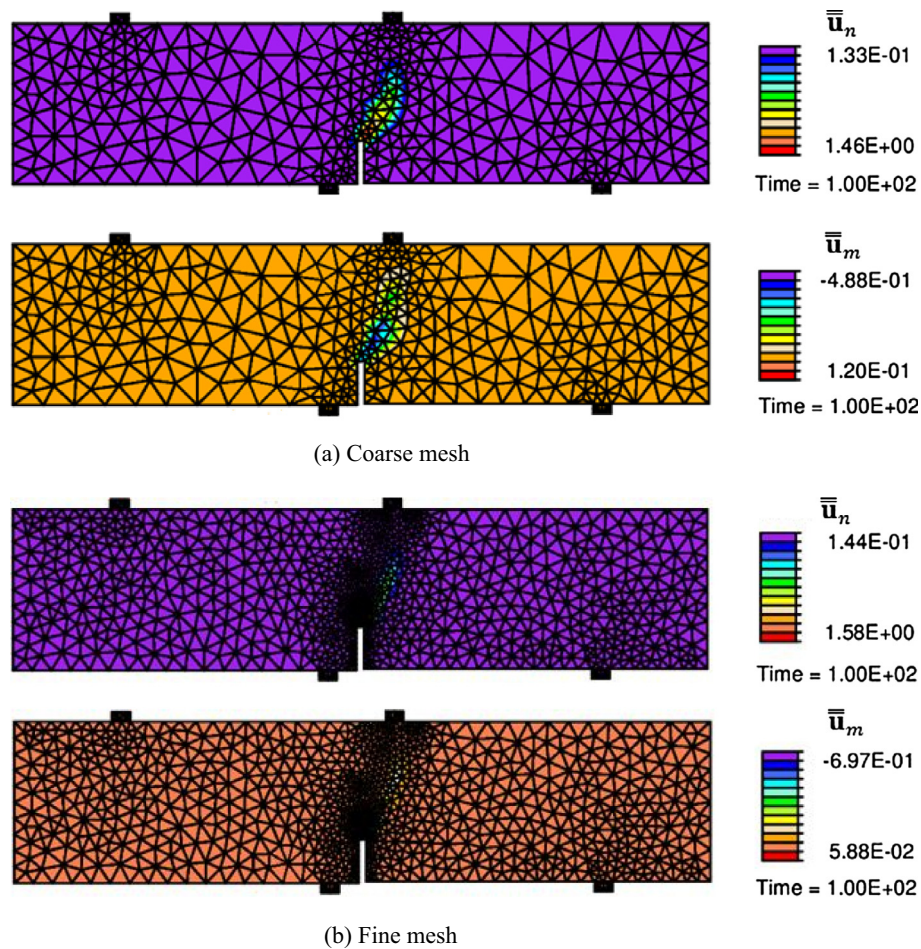 u̿ₙ
1.33E-01
1.46E+00
Time = 1.00E+02
u̿ₘ
-4.88E-01
1.20E-01
Time = 1.00E+02
(a) Coarse mesh
u̿ₙ
1.44E-01
1.58E+00
Time = 1.00E+02
u̿ₘ
-6.97E-01
5.88E-02
Time = 1.00E+02
(b) Fine mesh